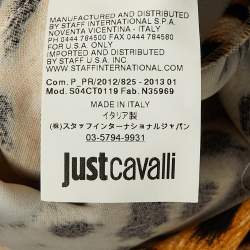 MANUFACTURED AND DISTRIBUTED
BY STAFF INTERNATIONAL S.P.A.
NOVENTA VICENTINA - ITALY
PH 0444 784500 FAX 0444 784580
FOR U.S.A. ONLY
IMPORTED AND DISTRIBUTED
BY STAFF USA INC.
WWW.STAFFINTERNATIONAL.COM
Com. P_PR/2012/825 - 2013 01
Mod. S04CT0119 Fab. N35969
MADE IN ITALY
イタリア製
(株)スタッフインターナショナルジャパン
03-5794-9931
justcavalli